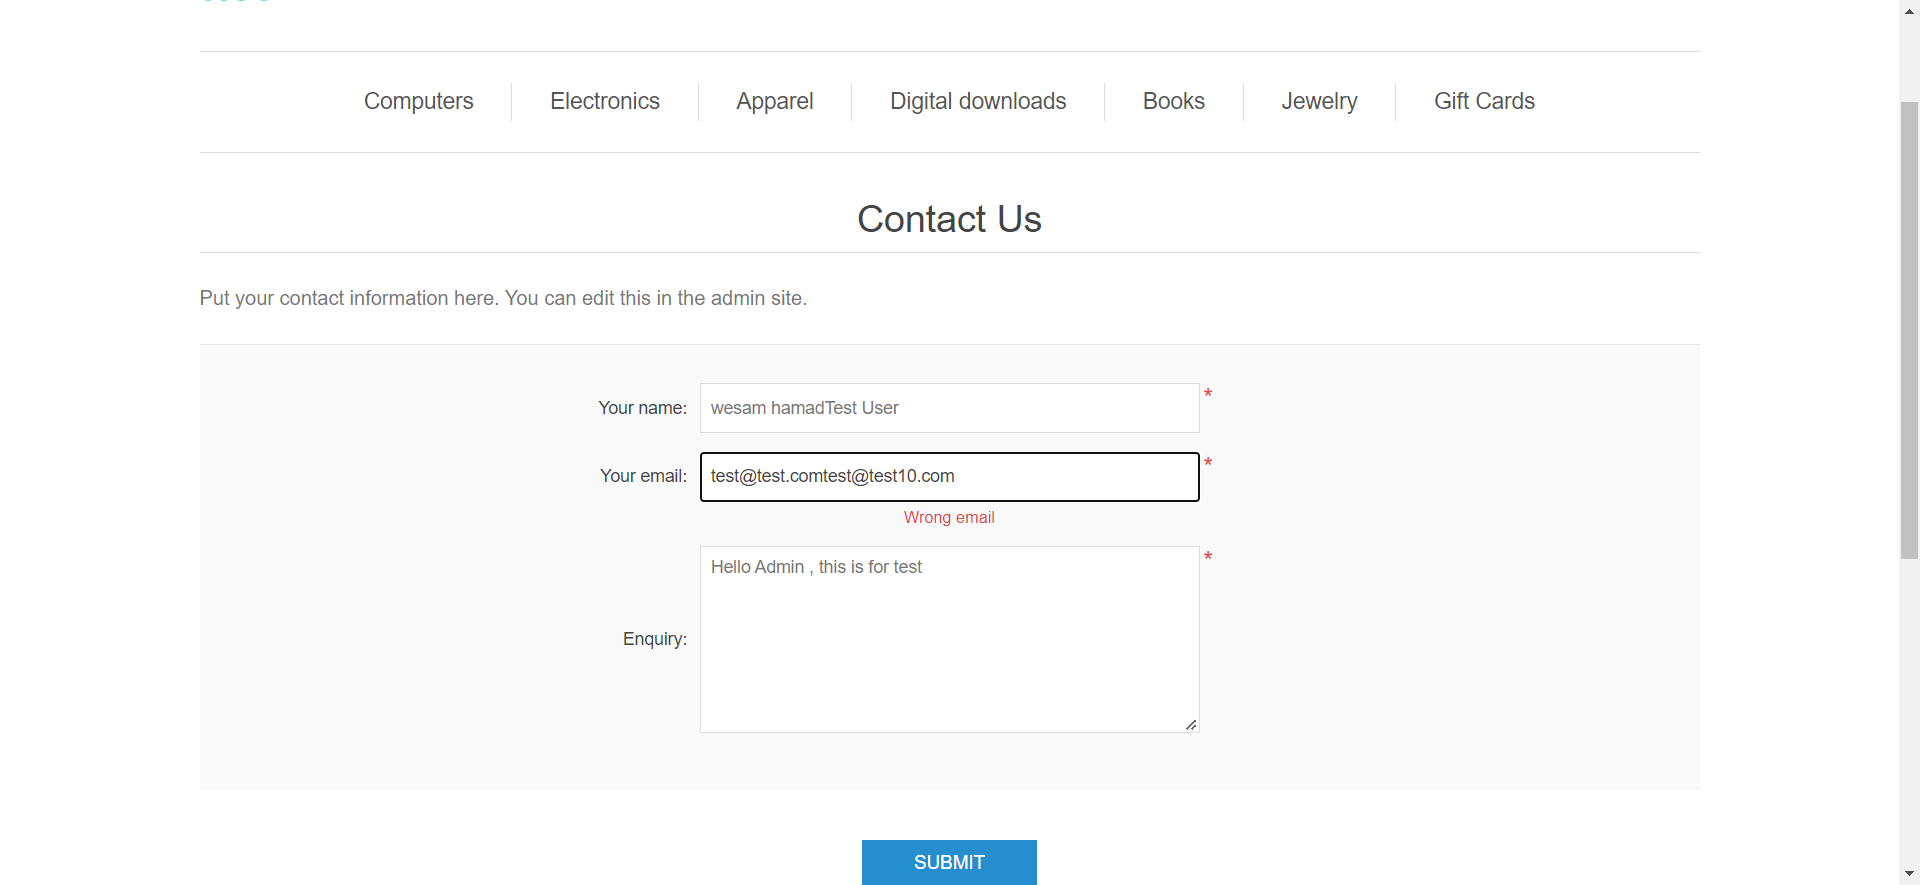 Computers
Electronics
Apparel
Digital downloads
Books
Jewelry
Gift Cards
Contact Us
Put your contact information here. You can edit this in the admin site.
Your name:
wesam hamadTest User
*
Your email:
test@test.comtest@test10.com
*
Wrong email
Enquiry:
Hello Admin , this is for test
*
SUBMIT